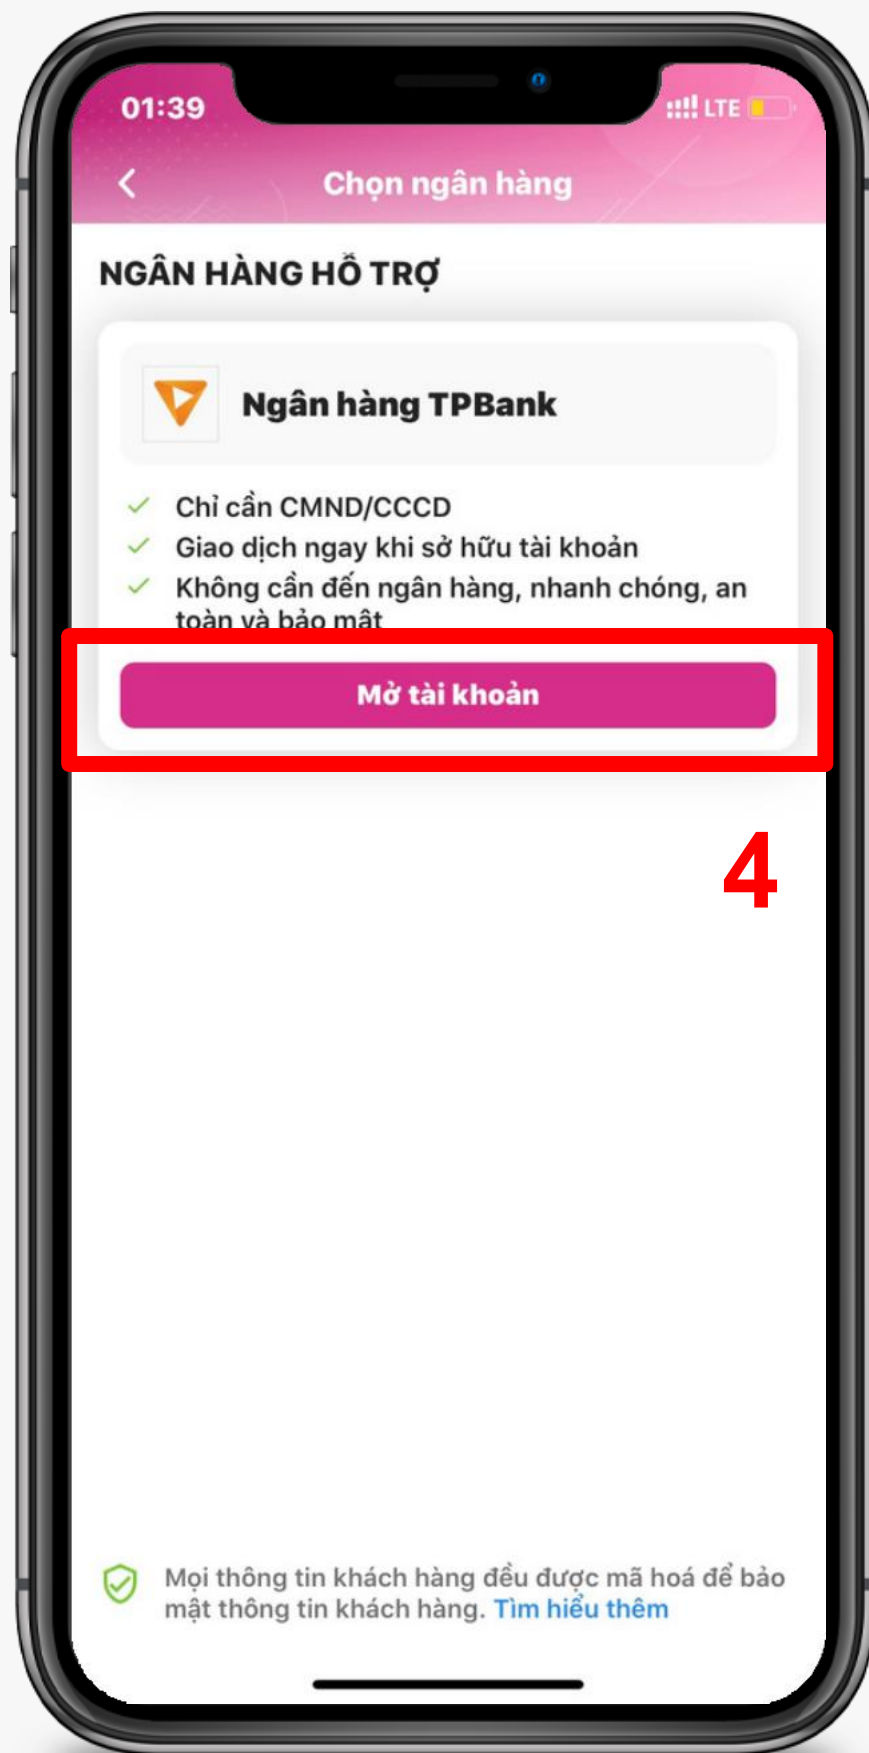 01:39
LTE
Chọn ngân hàng
NGÂN HÀNG HỖ TRỢ
Ngân hàng TPBank
Chỉ cần CMND/CCCD
Giao dịch ngay khi sở hữu tài khoản
Không cần đến ngân hàng, nhanh chóng, an
toàn và bảo mật
Mở tài khoản
4
Mọi thông tin khách hàng đều được mã hoá để bảo
mật thông tin khách hàng. Tìm hiểu thêm